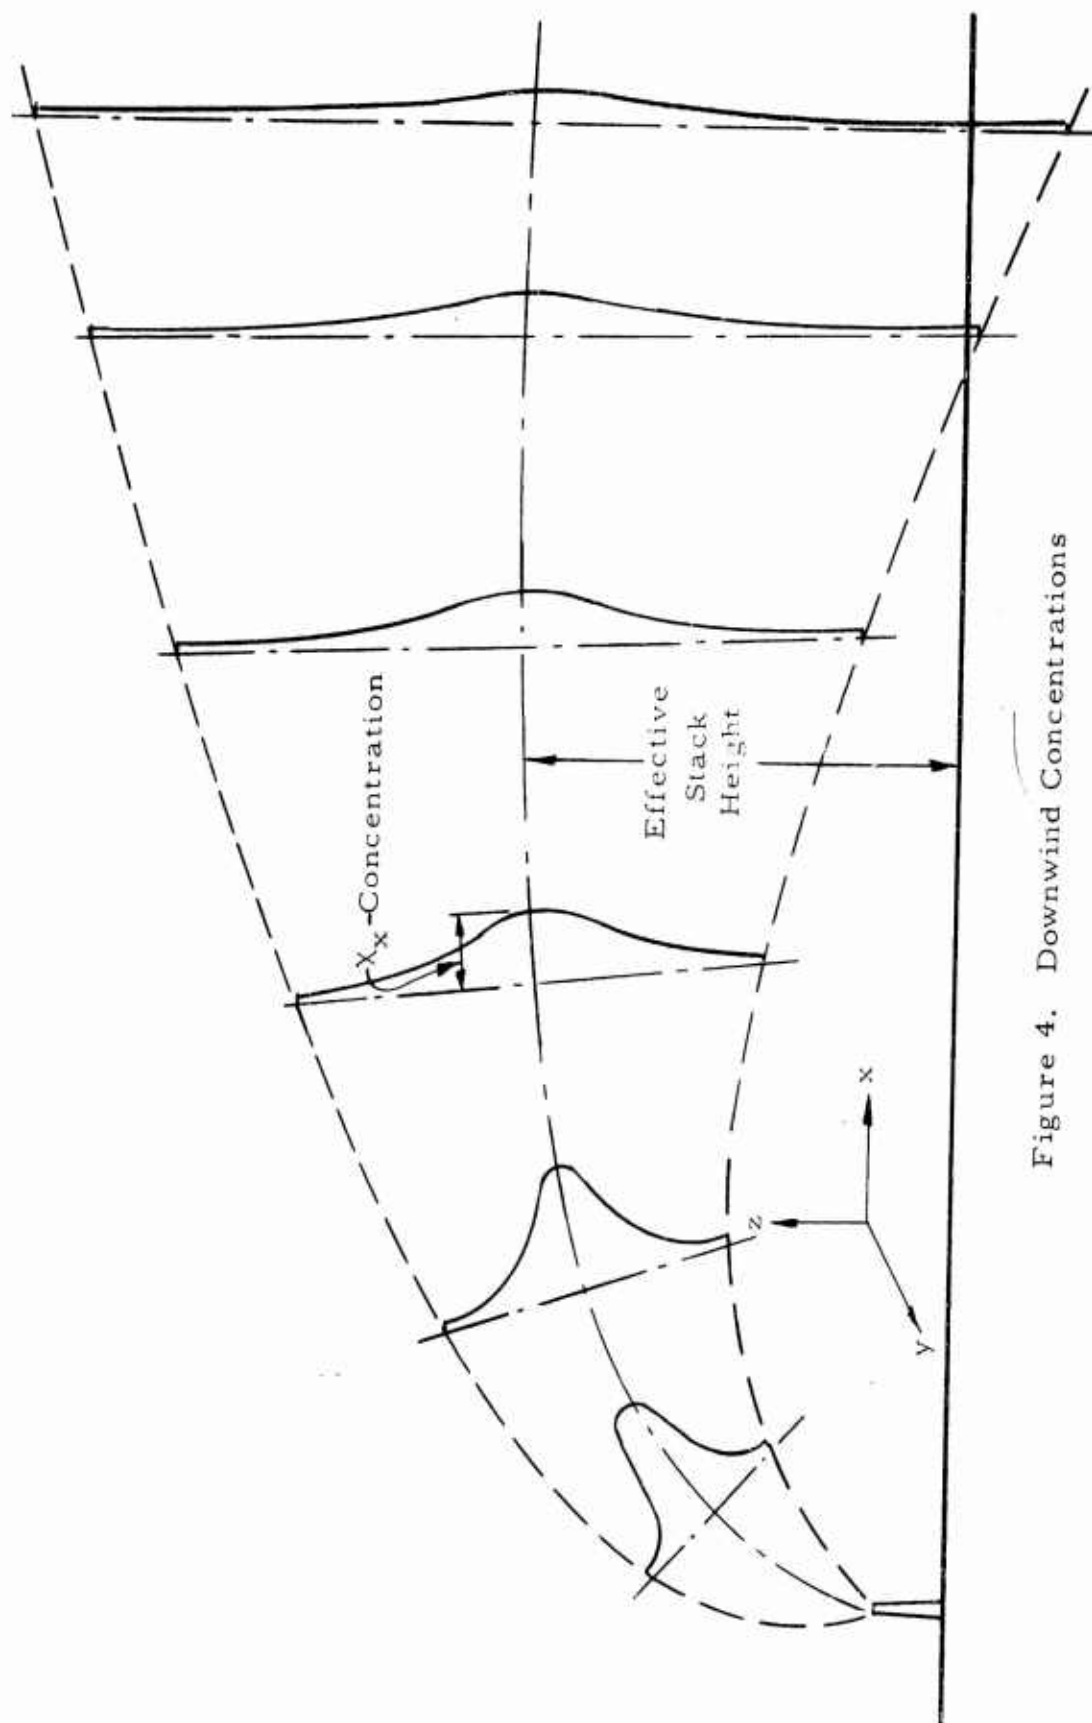 χx-Concentration
Effective
Stack
Height
z
x
y
Figure 4. Downwind Concentrations